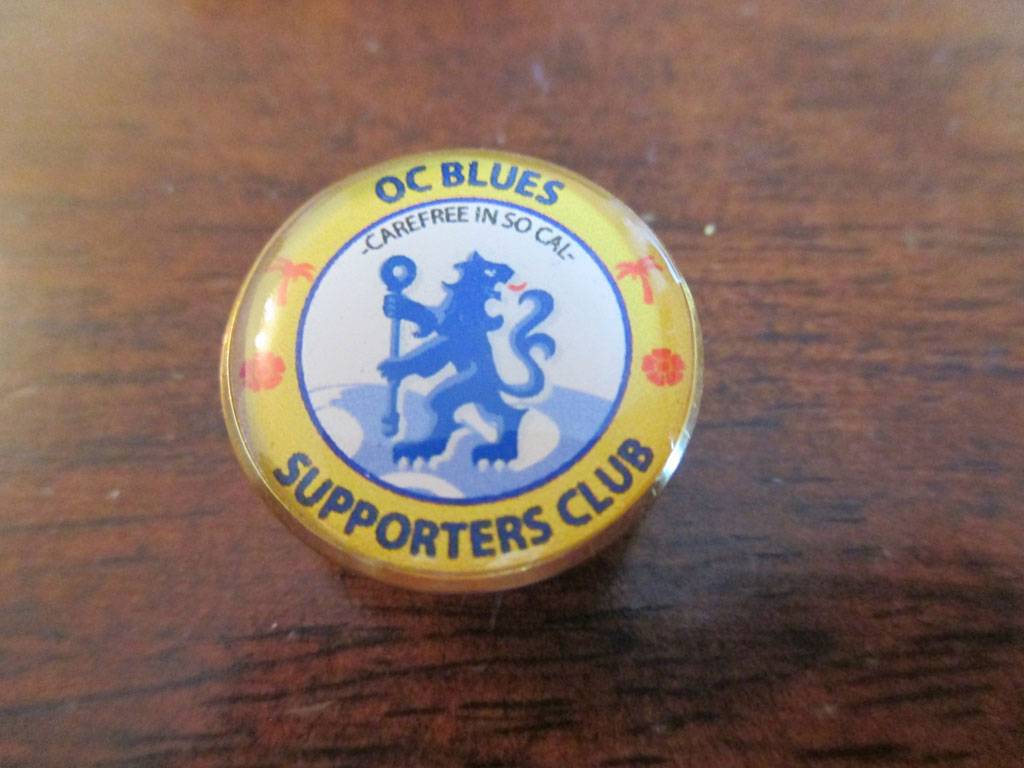 OC BLUES
-CAREFREE IN SO CAL-
SUPPORTERS CLUB